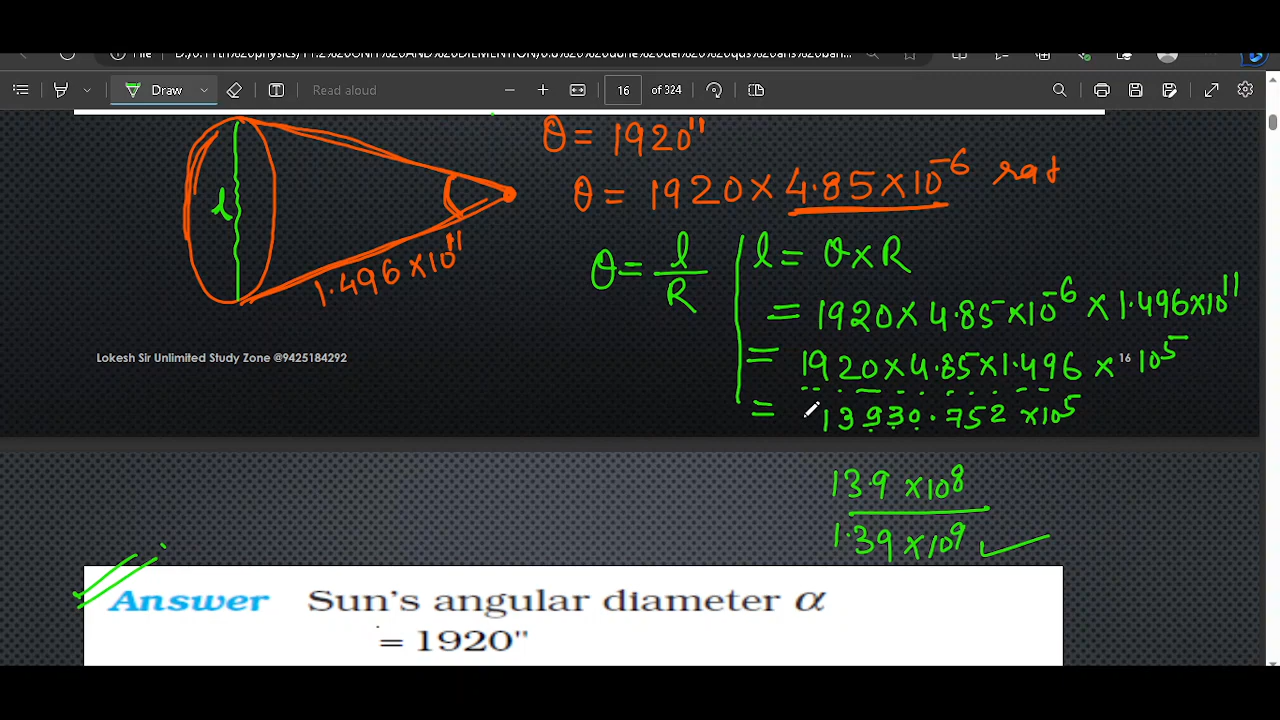 Draw
Read aloud
16 of 324
θ = 1920"
θ = 1920 × 4.85 × 10⁻⁶ rad
l
1.496 × 10¹¹
θ = l/R
l = θ × R
= 1920 × 4.85 × 10⁻⁶ × 1.496 × 10¹¹
= 1920 × 4.85 × 1.496 × 10⁵
16
= 13930.752 × 10⁵
Lokesh Sir Unlimited Study Zone @9425184292
13.9 × 10⁸
1.39 × 10⁹
Answer Sun's angular diameter α
= 1920"